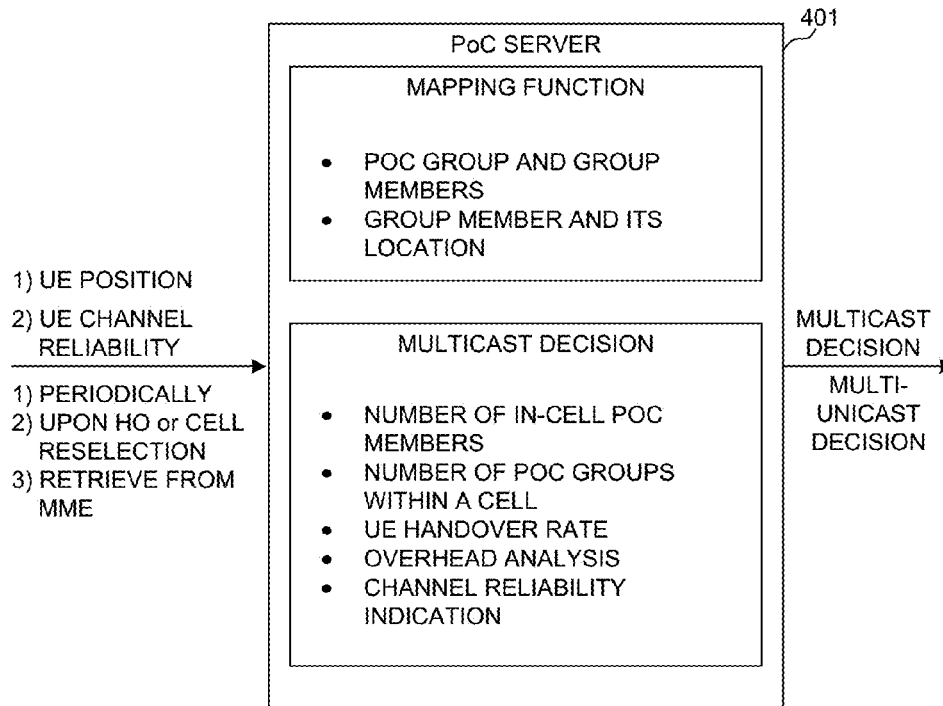 401
PoC SERVER
MAPPING FUNCTION
• POC GROUP AND GROUP
MEMBERS
• GROUP MEMBER AND ITS
LOCATION
1) UE POSITION
2) UE CHANNEL
RELIABILITY
1) PERIODICALLY
2) UPON HO or CELL
RESELECTION
3) RETRIEVE FROM
MME
MULTICAST DECISION
• NUMBER OF IN-CELL POC
MEMBERS
• NUMBER OF POC GROUPS
WITHIN A CELL
• UE HANDOVER RATE
• OVERHEAD ANALYSIS
• CHANNEL RELIABILITY
INDICATION
MULTICAST
DECISION
MULTI-
UNICAST
DECISION